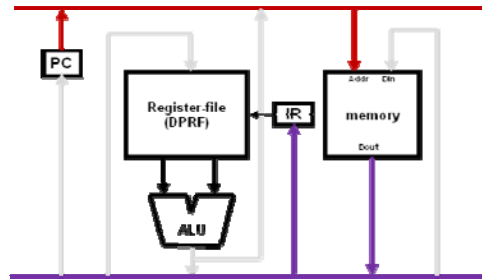 PC
Addr Din
Register-file
(DPRF)
IR
memory
Dout
ALU